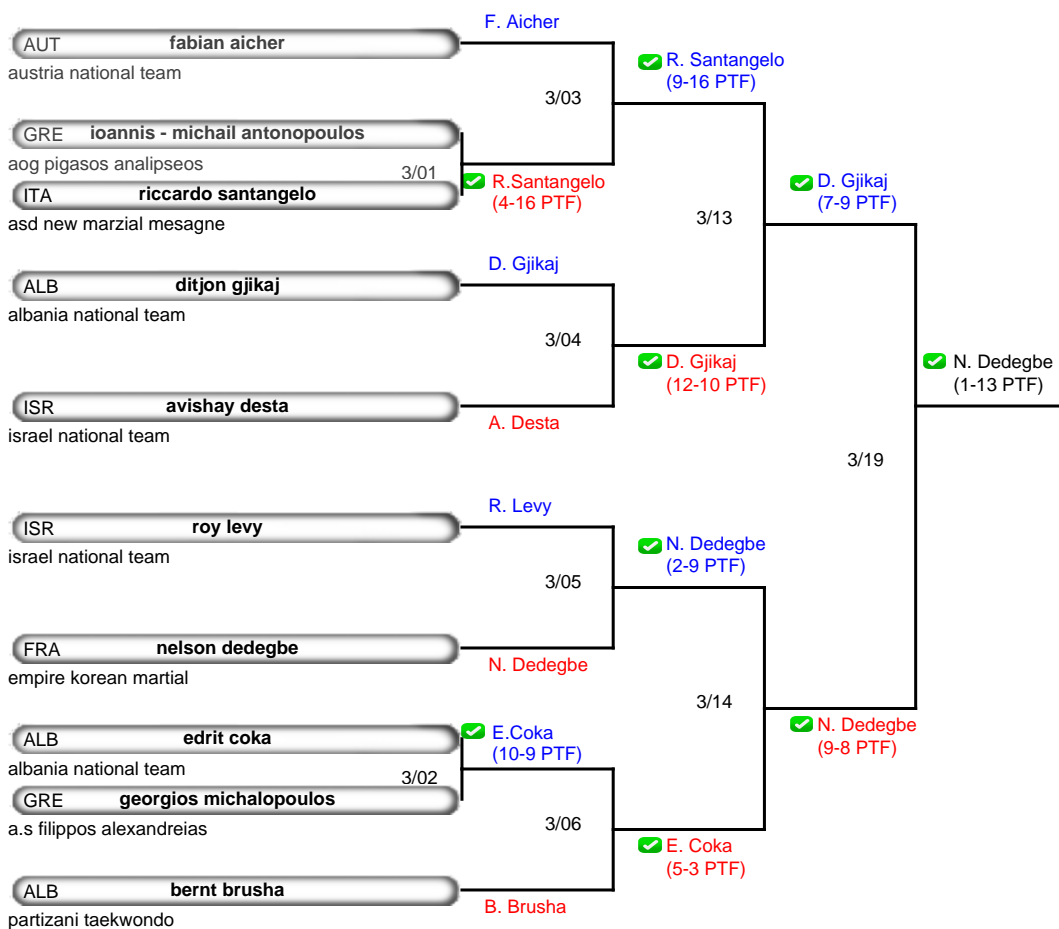 F. Aicher
AUT fabian aicher
austria national team
R. Santangelo
(9-16 PTF)
3/03
GRE ioannis - michail antonopoulos
aog pigasos analipseos
3/01
R.Santangelo
(4-16 PTF)
ITA riccardo santangelo
asd new marzial mesagne
D. Gjikaj
(7-9 PTF)
3/13
D. Gjikaj
ALB ditjon gjikaj
albania national team
3/04
D. Gjikaj
(12-10 PTF)
N. Dedegbe
(1-13 PTF)
ISR avishay desta
israel national team
A. Desta
3/19
R. Levy
ISR roy levy
israel national team
N. Dedegbe
(2-9 PTF)
3/05
FRA nelson dedegbe
empire korean martial
N. Dedegbe
3/14
N. Dedegbe
(9-8 PTF)
ALB edrit coka
albania national team
E.Coka
(10-9 PTF)
3/02
GRE georgios michalopoulos
a.s filippos alexandreias
3/06
E. Coka
(5-3 PTF)
ALB bernt brusha
partizani taekwondo
B. Brusha